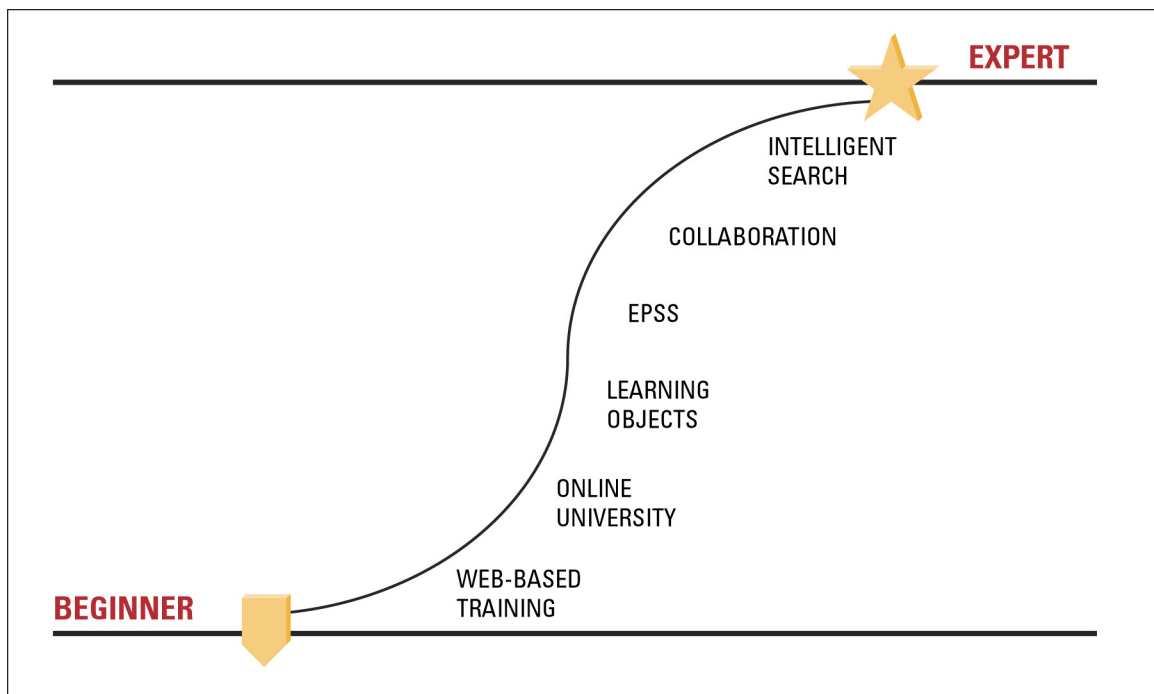 EXPERT
INTELLIGENT
SEARCH
COLLABORATION
EPSS
LEARNING
OBJECTS
ONLINE
UNIVERSITY
WEB-BASED
TRAINING
BEGINNER